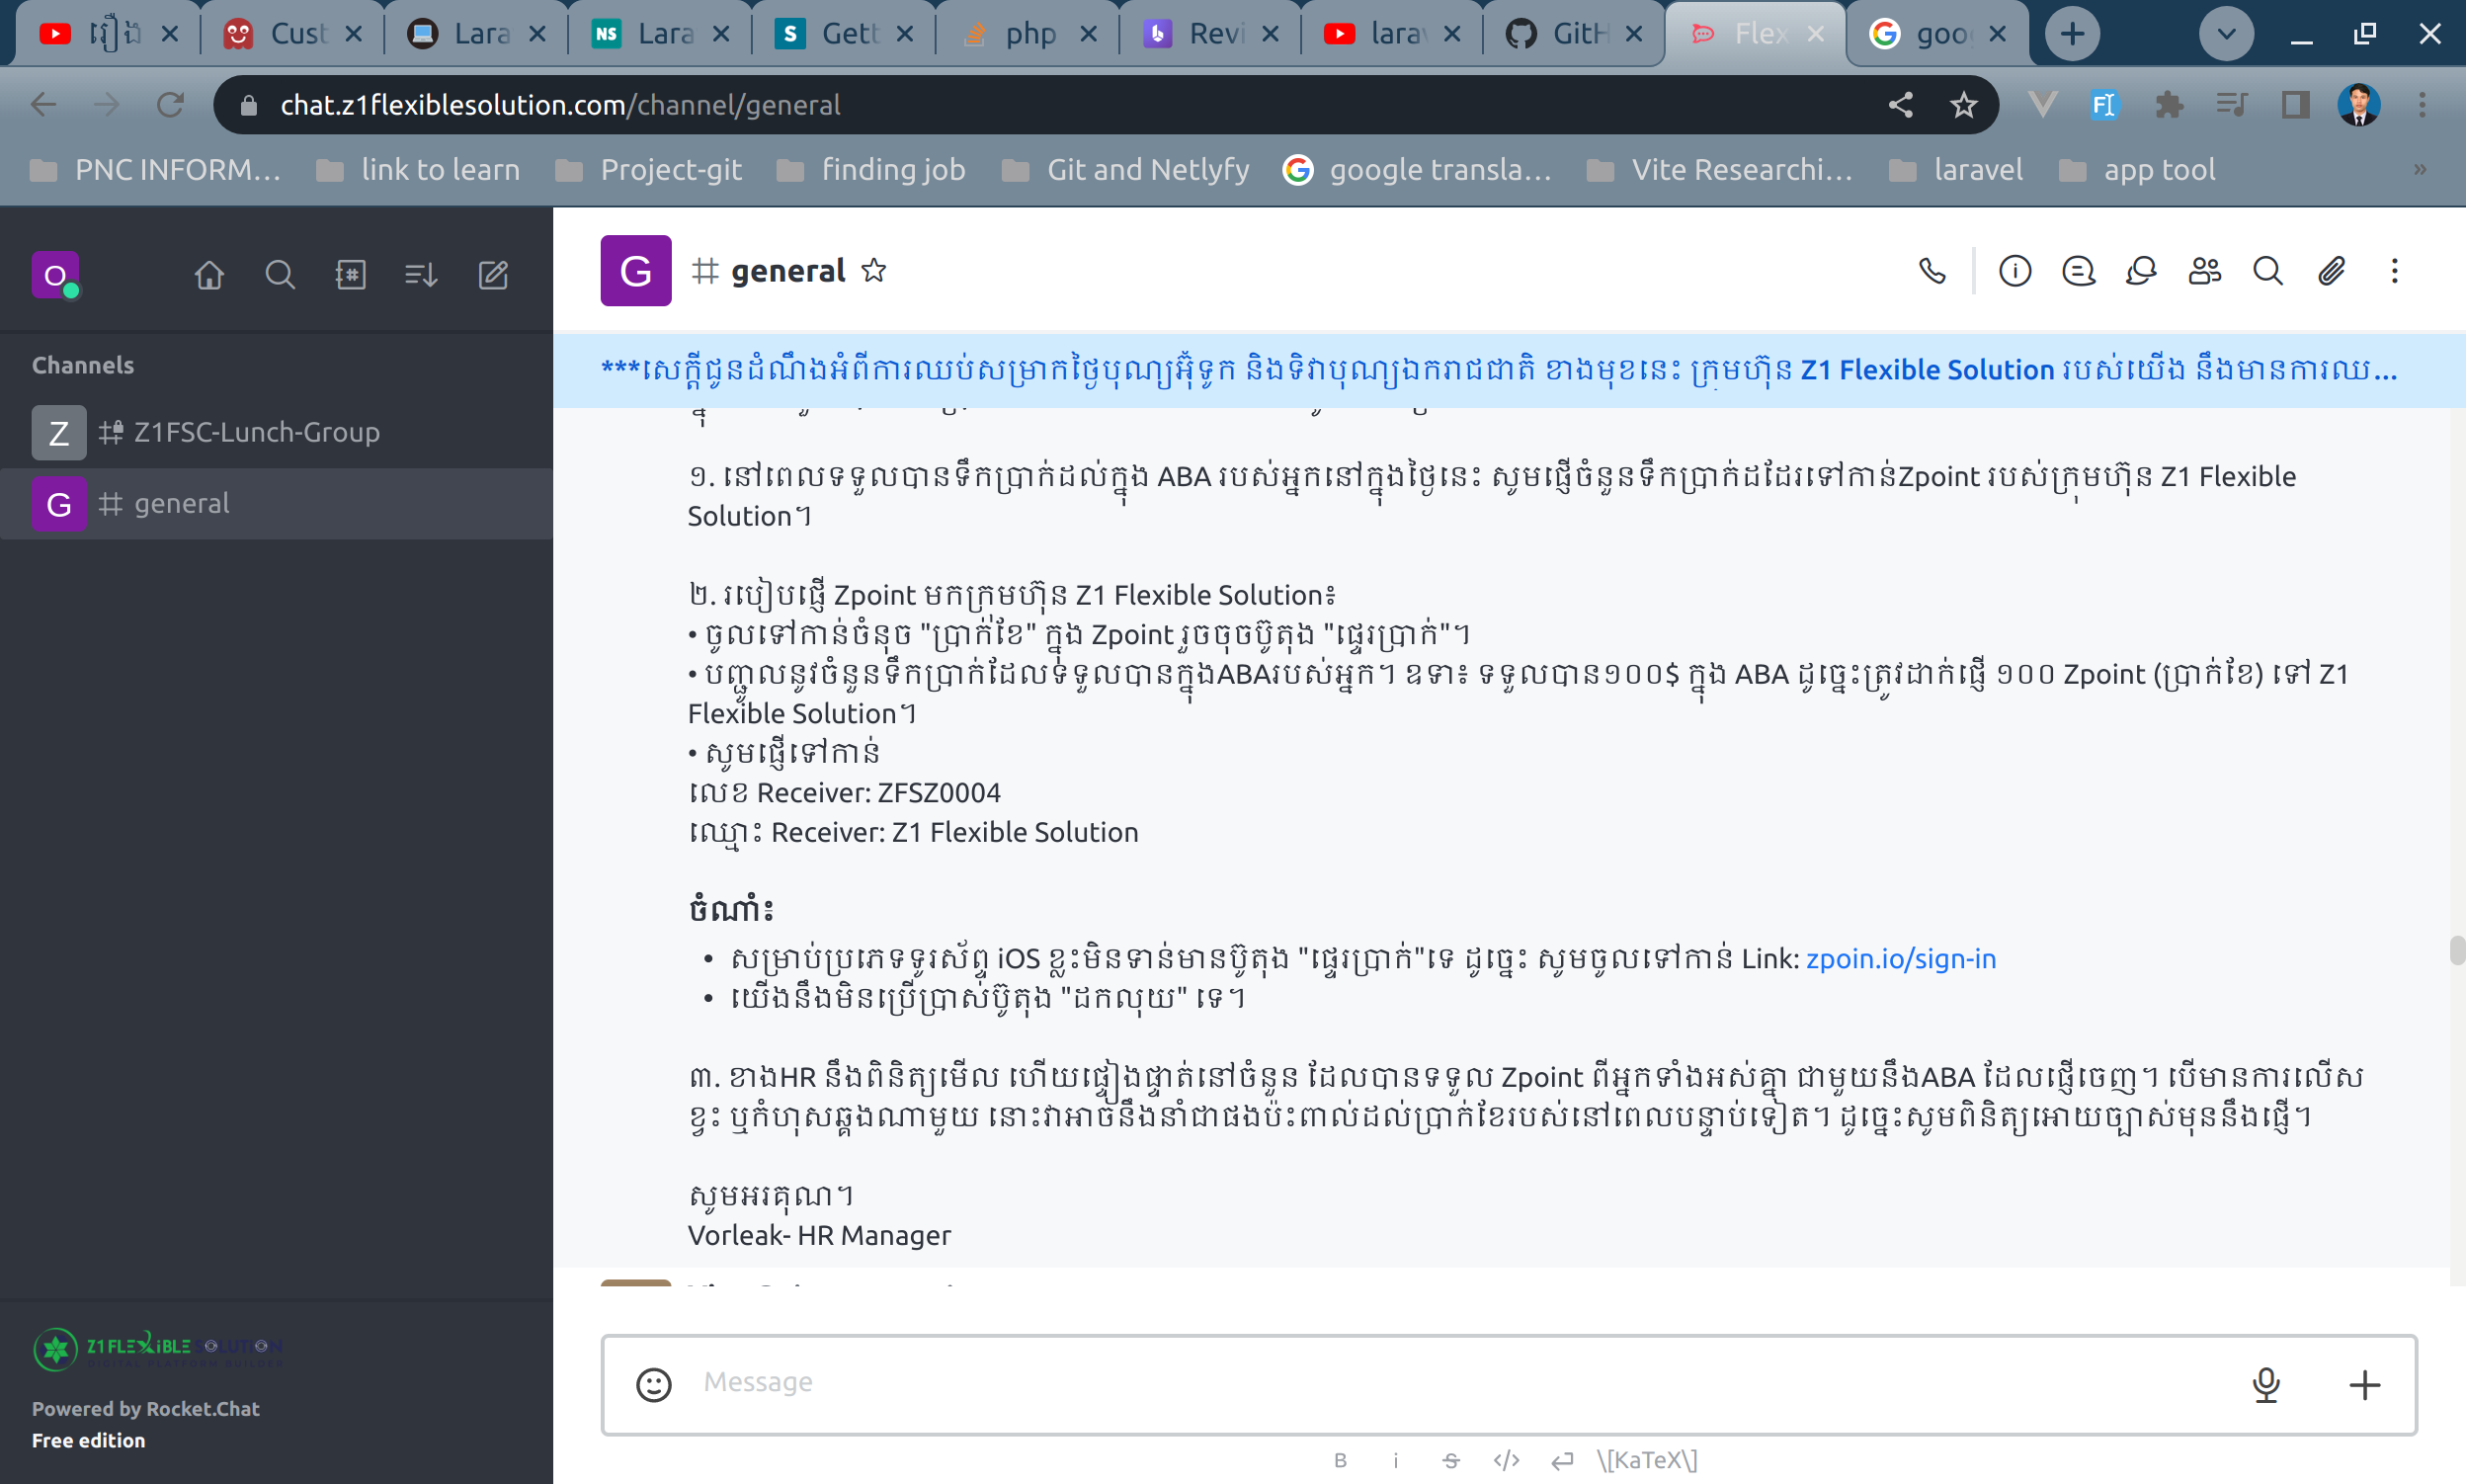 រឿង
Cust
Lara
Lara
Gett
php
Revi
larav
GitH
Flex
goo
chat.z1flexiblesolution.com/channel/general
PNC INFORM...
link to learn
Project-git
finding job
Git and Netlyfy
google transla...
Vite Researchi...
laravel
app tool
»
O
G general
Channels
***សេក្តីជូនដំណឹងអំពីការឈប់សម្រាកថ្ងៃបុណ្យអ៊ុំទូក និងទិវាបុណ្យឯករាជជាតិ ខាងមុខនេះ ក្រុមហ៊ុន Z1 Flexible Solution របស់យើង នឹងមានការឈ...
Z Z1FSC-Lunch-Group
G general
១. នៅពេលទទួលបានទឹកប្រាក់ដល់ក្នុង ABA របស់អ្នកនៅក្នុងថ្ងៃនេះ សូមផ្ញើចំនួនទឹកប្រាក់ដដែរទៅកាន់Zpoint របស់ក្រុមហ៊ុន Z1 Flexible
Solution។
២. របៀបផ្ញើ Zpoint មកក្រុមហ៊ុន Z1 Flexible Solution៖
• ចូលទៅកាន់ចំនុច "ប្រាក់ខែ" ក្នុង Zpoint រួចចុចប៊ូតុង "ផ្ទេរប្រាក់"។
• បញ្ជូលនូវចំនួនទឹកប្រាក់ដែលទទួលបានក្នុងABAរបស់អ្នក។ ឧទា៖ ទទួលបាន១០០$ ក្នុង ABA ដូច្នេះត្រូវដាក់ផ្ញើ ១០០ Zpoint (ប្រាក់ខែ) ទៅ Z1
Flexible Solution។
• សូមផ្ញើទៅកាន់
លេខ Receiver: ZFSZ0004
ឈ្មោះ Receiver: Z1 Flexible Solution
ចំណាំ៖
• សម្រាប់ប្រភេទទូរស័ព្ទ iOS ខ្លះមិនទាន់មានប៊ូតុង "ផ្ទេរប្រាក់"ទេ ដូច្នេះ សូមចូលទៅកាន់ Link: zpoin.io/sign-in
• យើងនឹងមិនប្រើប្រាស់ប៊ូតុង "ដកលុយ" ទេ។
៣. ខាងHR នឹងពិនិត្យមើល ហើយផ្ទៀងផ្ទាត់នៅចំនួន ដែលបានទទួល Zpoint ពីអ្នកទាំងអស់គ្នា ជាមួយនឹងABA ដែលផ្ញើចេញ។ បើមានការលើស
ខ្វះ ឬកំហុសឆ្គងណាមួយ នោះវាអាចនឹងនាំជាផងប៉ះពាល់ដល់ប្រាក់ខែរបស់នៅពេលបន្ទាប់ទៀត។ ដូច្នេះសូមពិនិត្យអោយច្បាស់មុននឹងផ្ញើ។
សូមអរគុណ។
Vorleak- HR Manager
Z1 FLEXiBLE SOLUTION
DIGITAL PLATFORM BUILDER
Powered by Rocket.Chat
Free edition
Message
B i S </> \[KaTeX\]